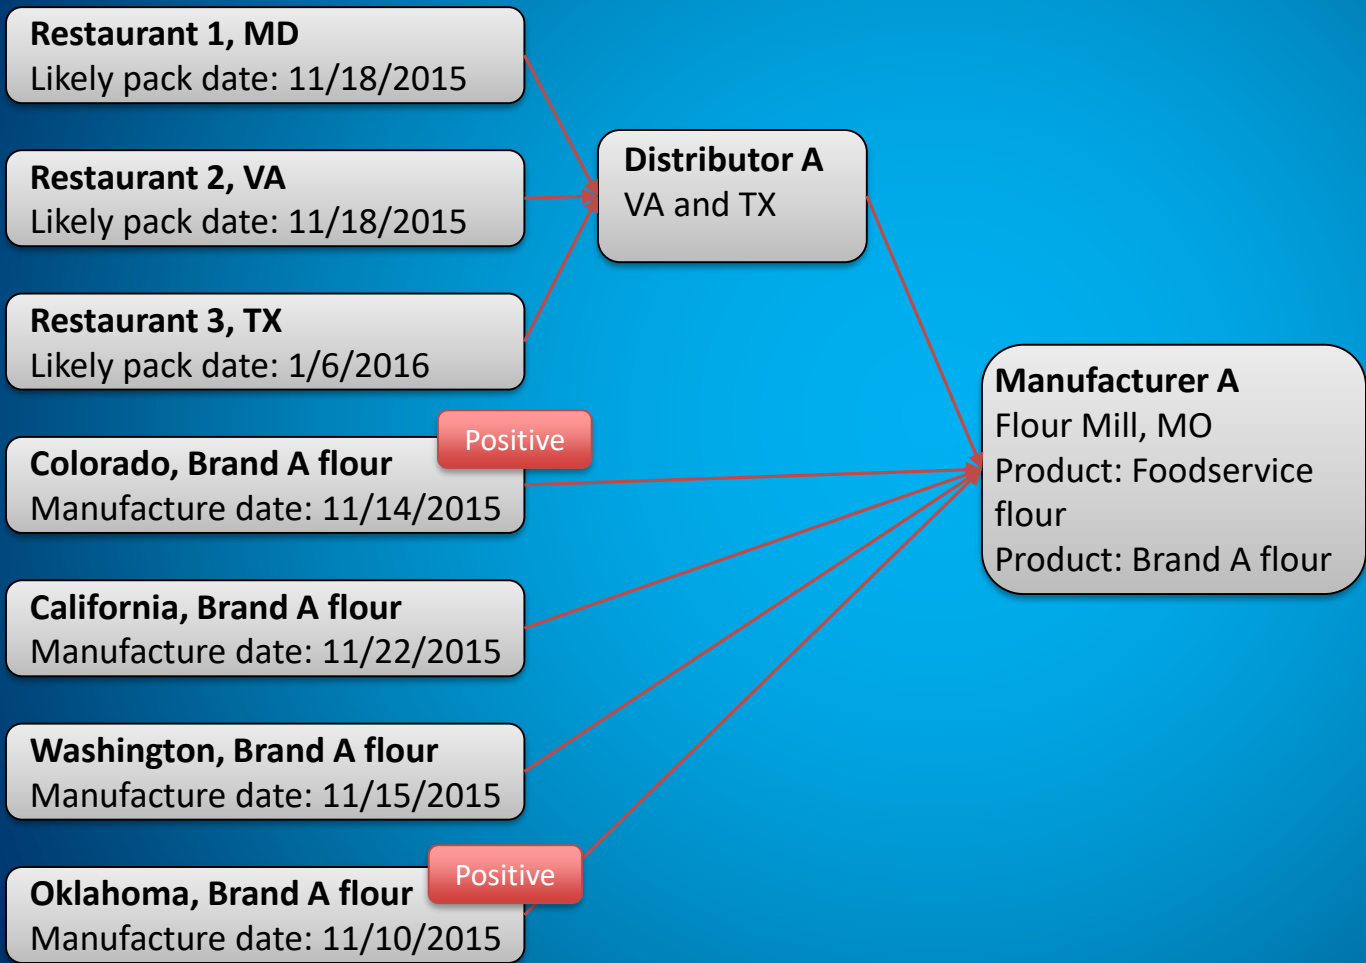 Restaurant 1, MD
Likely pack date: 11/18/2015
Restaurant 2, VA
Likely pack date: 11/18/2015
Restaurant 3, TX
Likely pack date: 1/6/2016
Positive
Colorado, Brand A flour
Manufacture date: 11/14/2015
California, Brand A flour
Manufacture date: 11/22/2015
Washington, Brand A flour
Manufacture date: 11/15/2015
Positive
Oklahoma, Brand A flour
Manufacture date: 11/10/2015
Distributor A
VA and TX
Manufacturer A
Flour Mill, MO
Product: Foodservice
flour
Product: Brand A flour